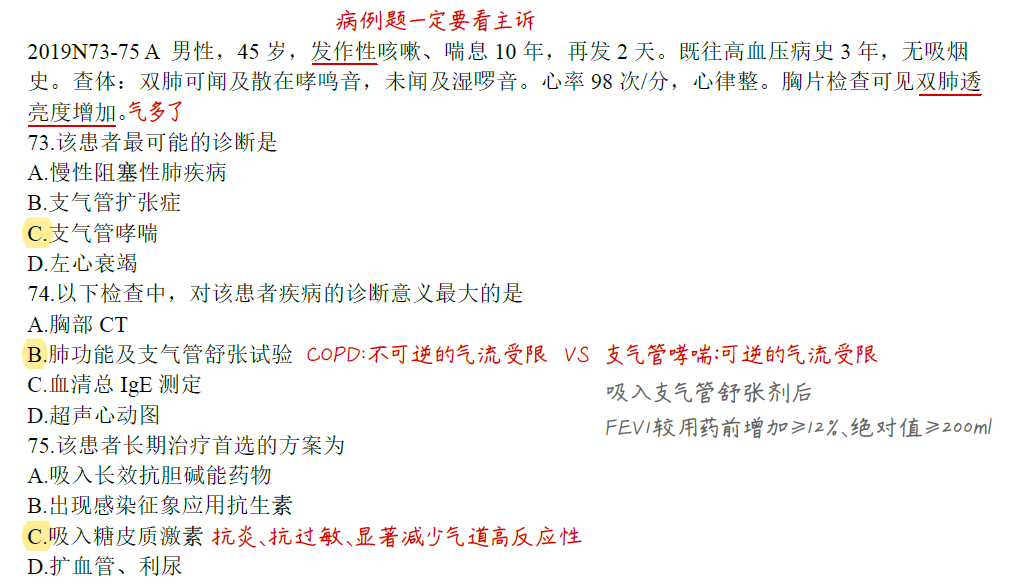 病例题一定要看主诉
2019N73-75 A 男性，45 岁，发作性咳嗽、喘息 10 年，再发 2 天。既往高血压病史 3 年，无吸烟
史。查体：双肺可闻及散在哮鸣音，未闻及湿啰音。心率 98 次/分，心律整。胸片检查可见双肺透
亮度增加。气多了
73.该患者最可能的诊断是
A.慢性阻塞性肺疾病
B.支气管扩张症
C.支气管哮喘
D.左心衰竭
74.以下检查中，对该患者疾病的诊断意义最大的是
A.胸部 CT
B.肺功能及支气管舒张试验 COPD:不可逆的气流受限 VS 支气管哮喘:可逆的气流受限
C.血清总 IgE 测定
吸入支气管舒张剂后
D.超声心动图
FEV1较用药前增加≥12%、绝对值≥200ml
75.该患者长期治疗首选的方案为
A.吸入长效抗胆碱能药物
B.出现感染征象应用抗生素
C.吸入糖皮质激素 抗炎、抗过敏、显著减少气道高反应性
D.扩血管、利尿